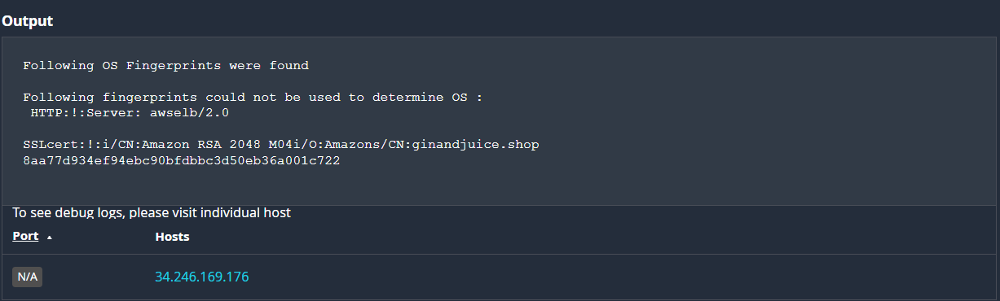 Output
Following OS Fingerprints were found
Following fingerprints could not be used to determine OS :
HTTP:!:Server: awselb/2.0
SSLcert:!:i/CN:Amazon RSA 2048 M04i/O:Amazons/CN:ginandjuice.shop
8aa77d934ef94ebc90bfdbbc3d50eb36a001c722
To see debug logs, please visit individual host
Port Hosts
N/A 34.246.169.176